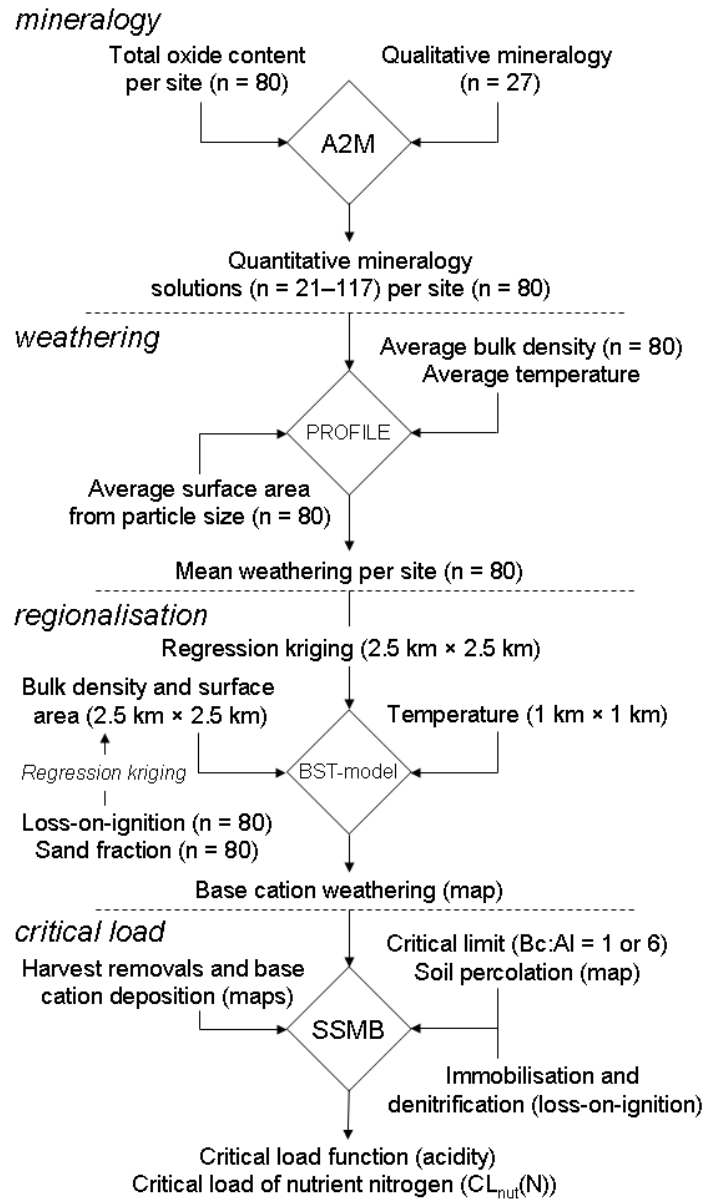 mineralogy
Total oxide content
per site (n = 80)
Qualitative mineralogy
(n = 27)
A2M
Quantitative mineralogy
solutions (n = 21–117) per site (n = 80)
weathering
Average bulk density (n = 80)
Average temperature
PROFILE
Average surface area
from particle size (n = 80)
Mean weathering per site (n = 80)
regionalisation
Regression kriging (2.5 km × 2.5 km)
Bulk density and surface
area (2.5 km × 2.5 km)
Temperature (1 km × 1 km)
Regression kriging
BST-model
Loss-on-ignition (n = 80)
Sand fraction (n = 80)
Base cation weathering (map)
critical load
Critical limit (Bc:Al = 1 or 6)
Soil percolation (map)
Harvest removals and base
cation deposition (maps)
SSMB
Immobilisation and
denitrification (loss-on-ignition)
Critical load function (acidity)
Critical load of nutrient nitrogen (CLnut(N))